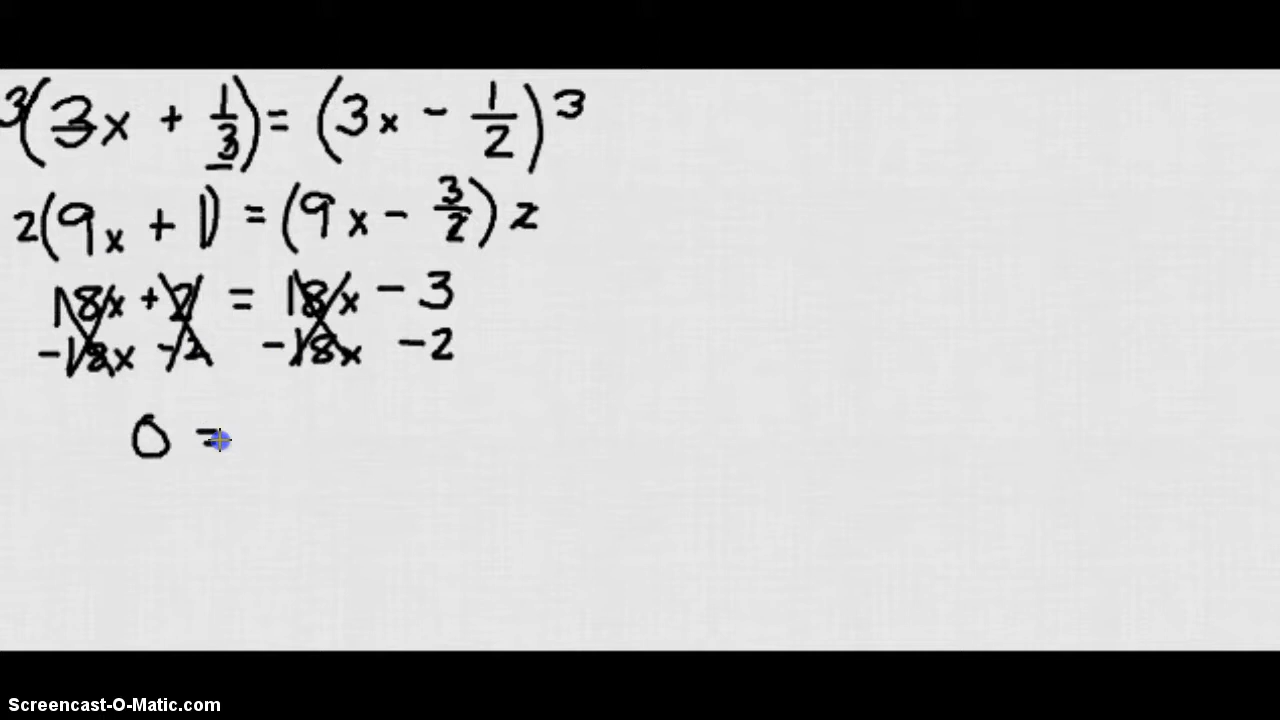 3(3x + 1/3) = (3x - 1/2)3
2(9x + 1) = (9x - 3/2)2
18x + 2 = 18x - 3
-18x -2 -18x -2
0 =
Screencast-O-Matic.com